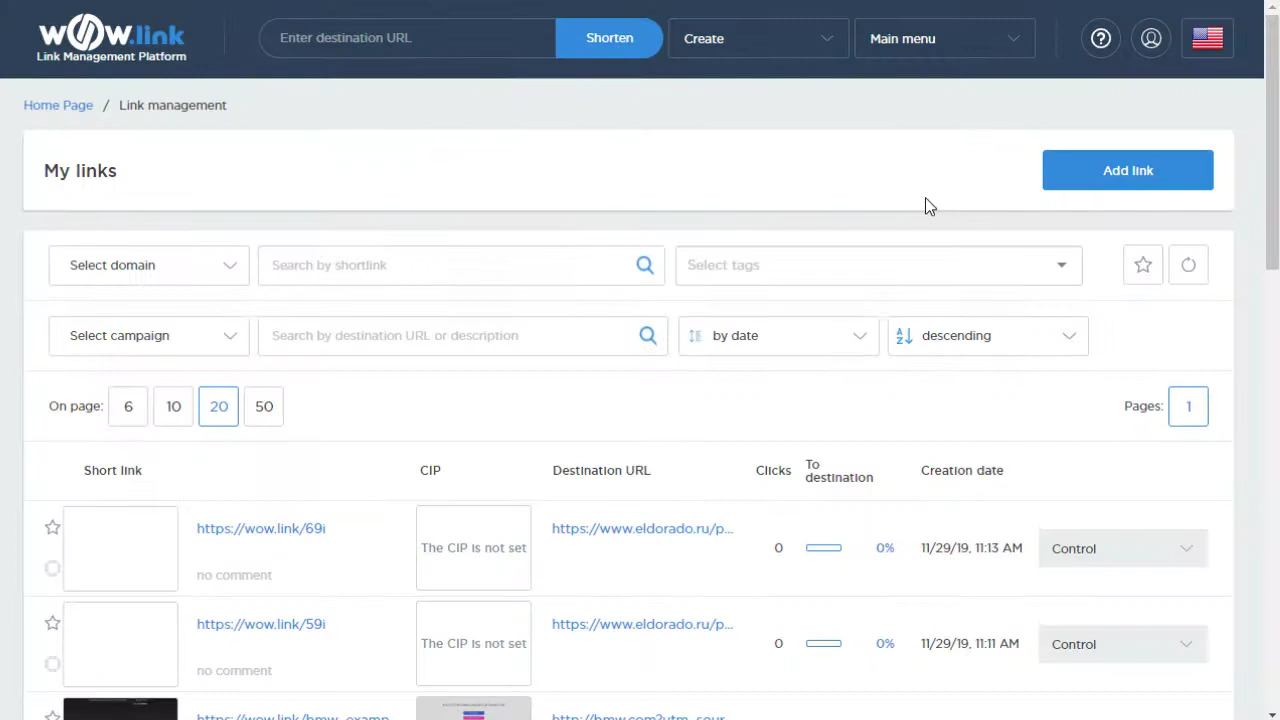 wow.link
Link Management Platform
Enter destination URL
Shorten
Create
Main menu
Home Page / Link management
My links
Add link
Select domain
Search by shortlink
Select tags
Select campaign
Search by destination URL or description
by date
A
Z
descending
On page: 6 10 20 50
Pages: 1
Short link
CIP
Destination URL
Clicks
To
destination
Creation date
https://wow.link/69i
no comment
The CIP is not set
https://www.eldorado.ru/p...
0
0%
11/29/19, 11:13 AM
Control
https://wow.link/59i
no comment
The CIP is not set
https://www.eldorado.ru/p...
0
0%
11/29/19, 11:11 AM
Control
https://wow.link/bmw_examp
http://bmw.com?utm_sour